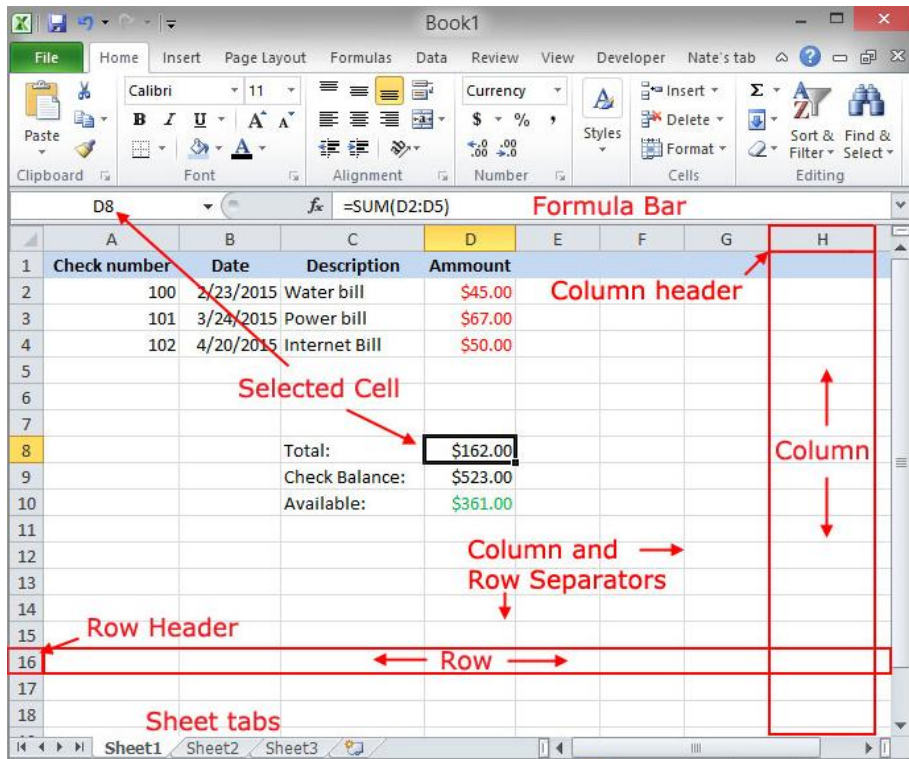 Book1
File Home Insert Page Layout Formulas Data Review View Developer Nate's tab
Calibri 11 Currency Insert
B I U A A $ % , Delete
Paste A .0 .00 .00 .0 Styles Format Sort & Filter Find & Select
Clipboard Font Alignment Number Cells Editing
D8 fx =SUM(D2:D5) Formula Bar
A B C D E F G H
1 Check number Date Description Ammount
2 100 2/23/2015 Water bill $45.00 Column header
3 101 3/24/2015 Power bill $67.00
4 102 4/20/2015 Internet Bill $50.00
5
6 Selected Cell
7
8 Total: $162.00 Column
9 Check Balance: $523.00
10 Available: $361.00
11
12 Column and
13 Row Separators
14
15 Row Header
16 Row
17
18 Sheet tabs
Sheet1 Sheet2 Sheet3